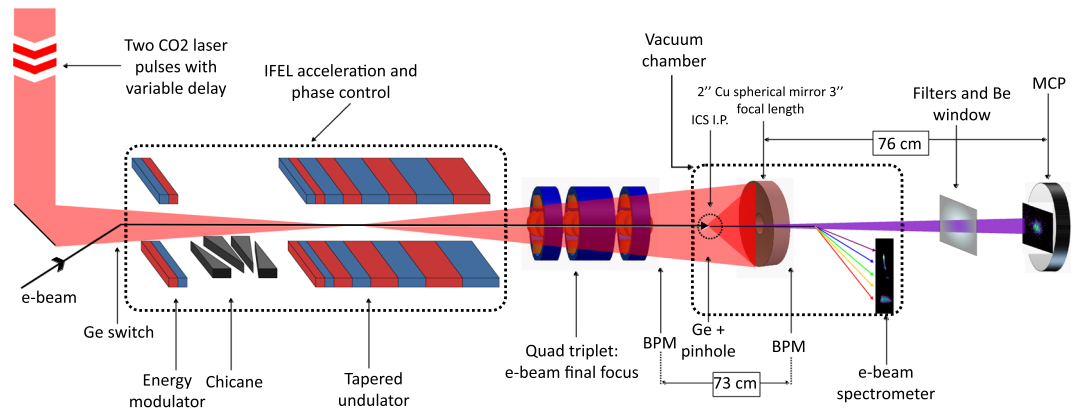 Two CO2 laser
pulses with
variable delay
IFEL acceleration and
phase control
Vacuum
chamber
2'' Cu spherical mirror 3''
focal length
ICS I.P.
Filters and Be
window
MCP
76 cm
e-beam
Ge switch
Energy
modulator
Chicane
Tapered
undulator
Quad triplet:
e-beam final focus
BPM
Ge +
pinhole
BPM
73 cm
e-beam
spectrometer